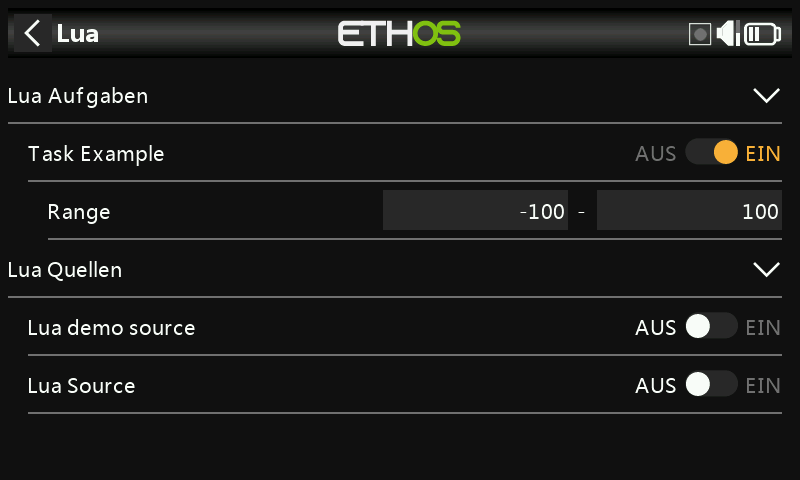 Lua
ETHOS
Lua Aufgaben
Task Example AUS EIN
Range -100 - 100
Lua Quellen
Lua demo source AUS EIN
Lua Source AUS EIN